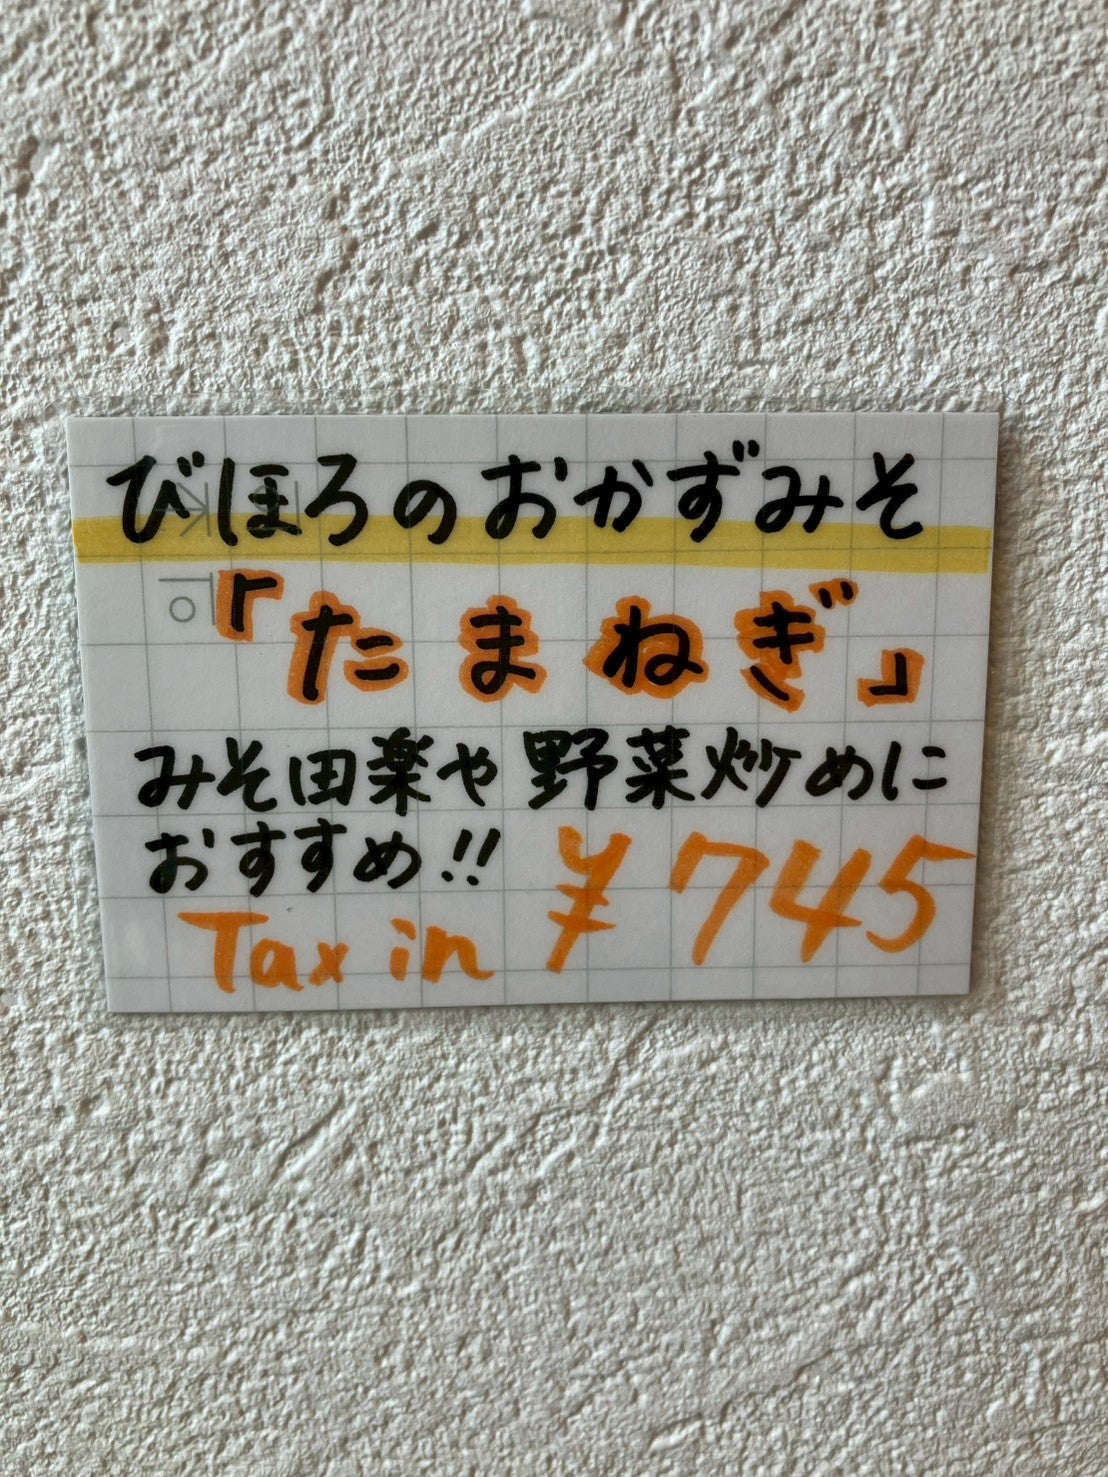 びほろのおかずみそ
「たまねぎ」
みそ田楽や野菜炒めに
おすすめ!!
Tax in ¥745